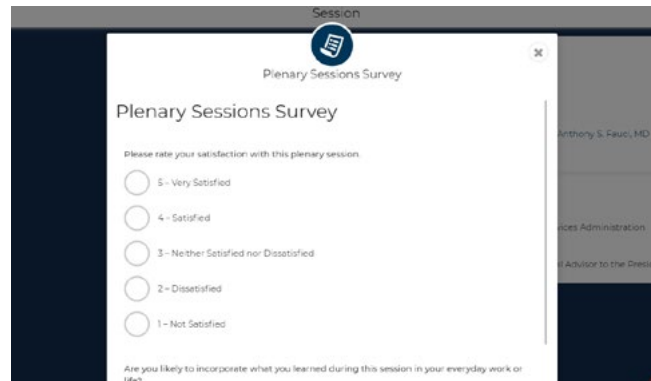 Session
Plenary Sessions Survey
Plenary Sessions Survey
Anthony S. Fauci, MD
Please rate your satisfaction with this plenary session.
5 - Very Satisfied
4 - Satisfied
vices Administration
3 - Neither Satisfied nor Dissatisfied
l Advisor to the Presi
2 - Dissatisfied
1 - Not Satisfied
Are you likely to incorporate what you learned during this session in your everyday work or
life?